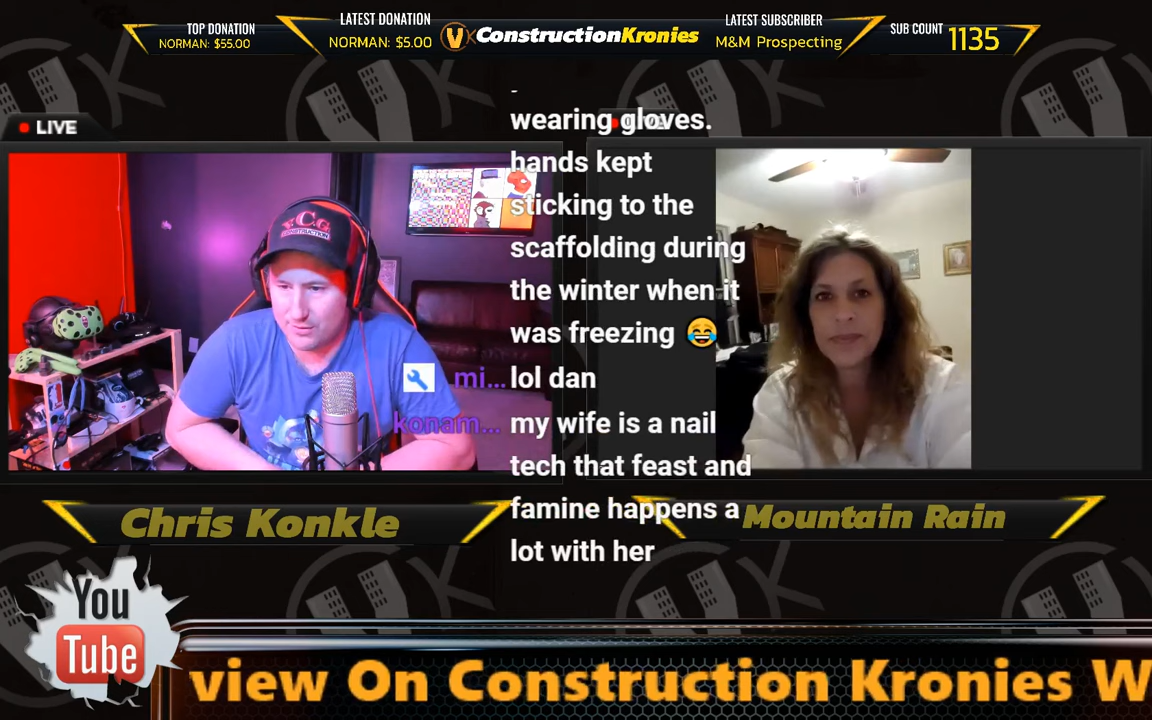 TOP DONATION
NORMAN: $55.00
LATEST DONATION
NORMAN: $5.00
ConstructionKronies
LATEST SUBSCRIBER
M&M Prospecting
SUB COUNT
1135
LIVE
wearing gloves.
hands kept
sticking to the
scaffolding during
the winter when it
was freezing 😂
mi... lol dan
konam... my wife is a nail
tech that feast and
famine happens a
lot with her
Y.C.G
CONSTRUCTION
Chris Konkle
Mountain Rain
You
Tube
view On Construction Kronies W